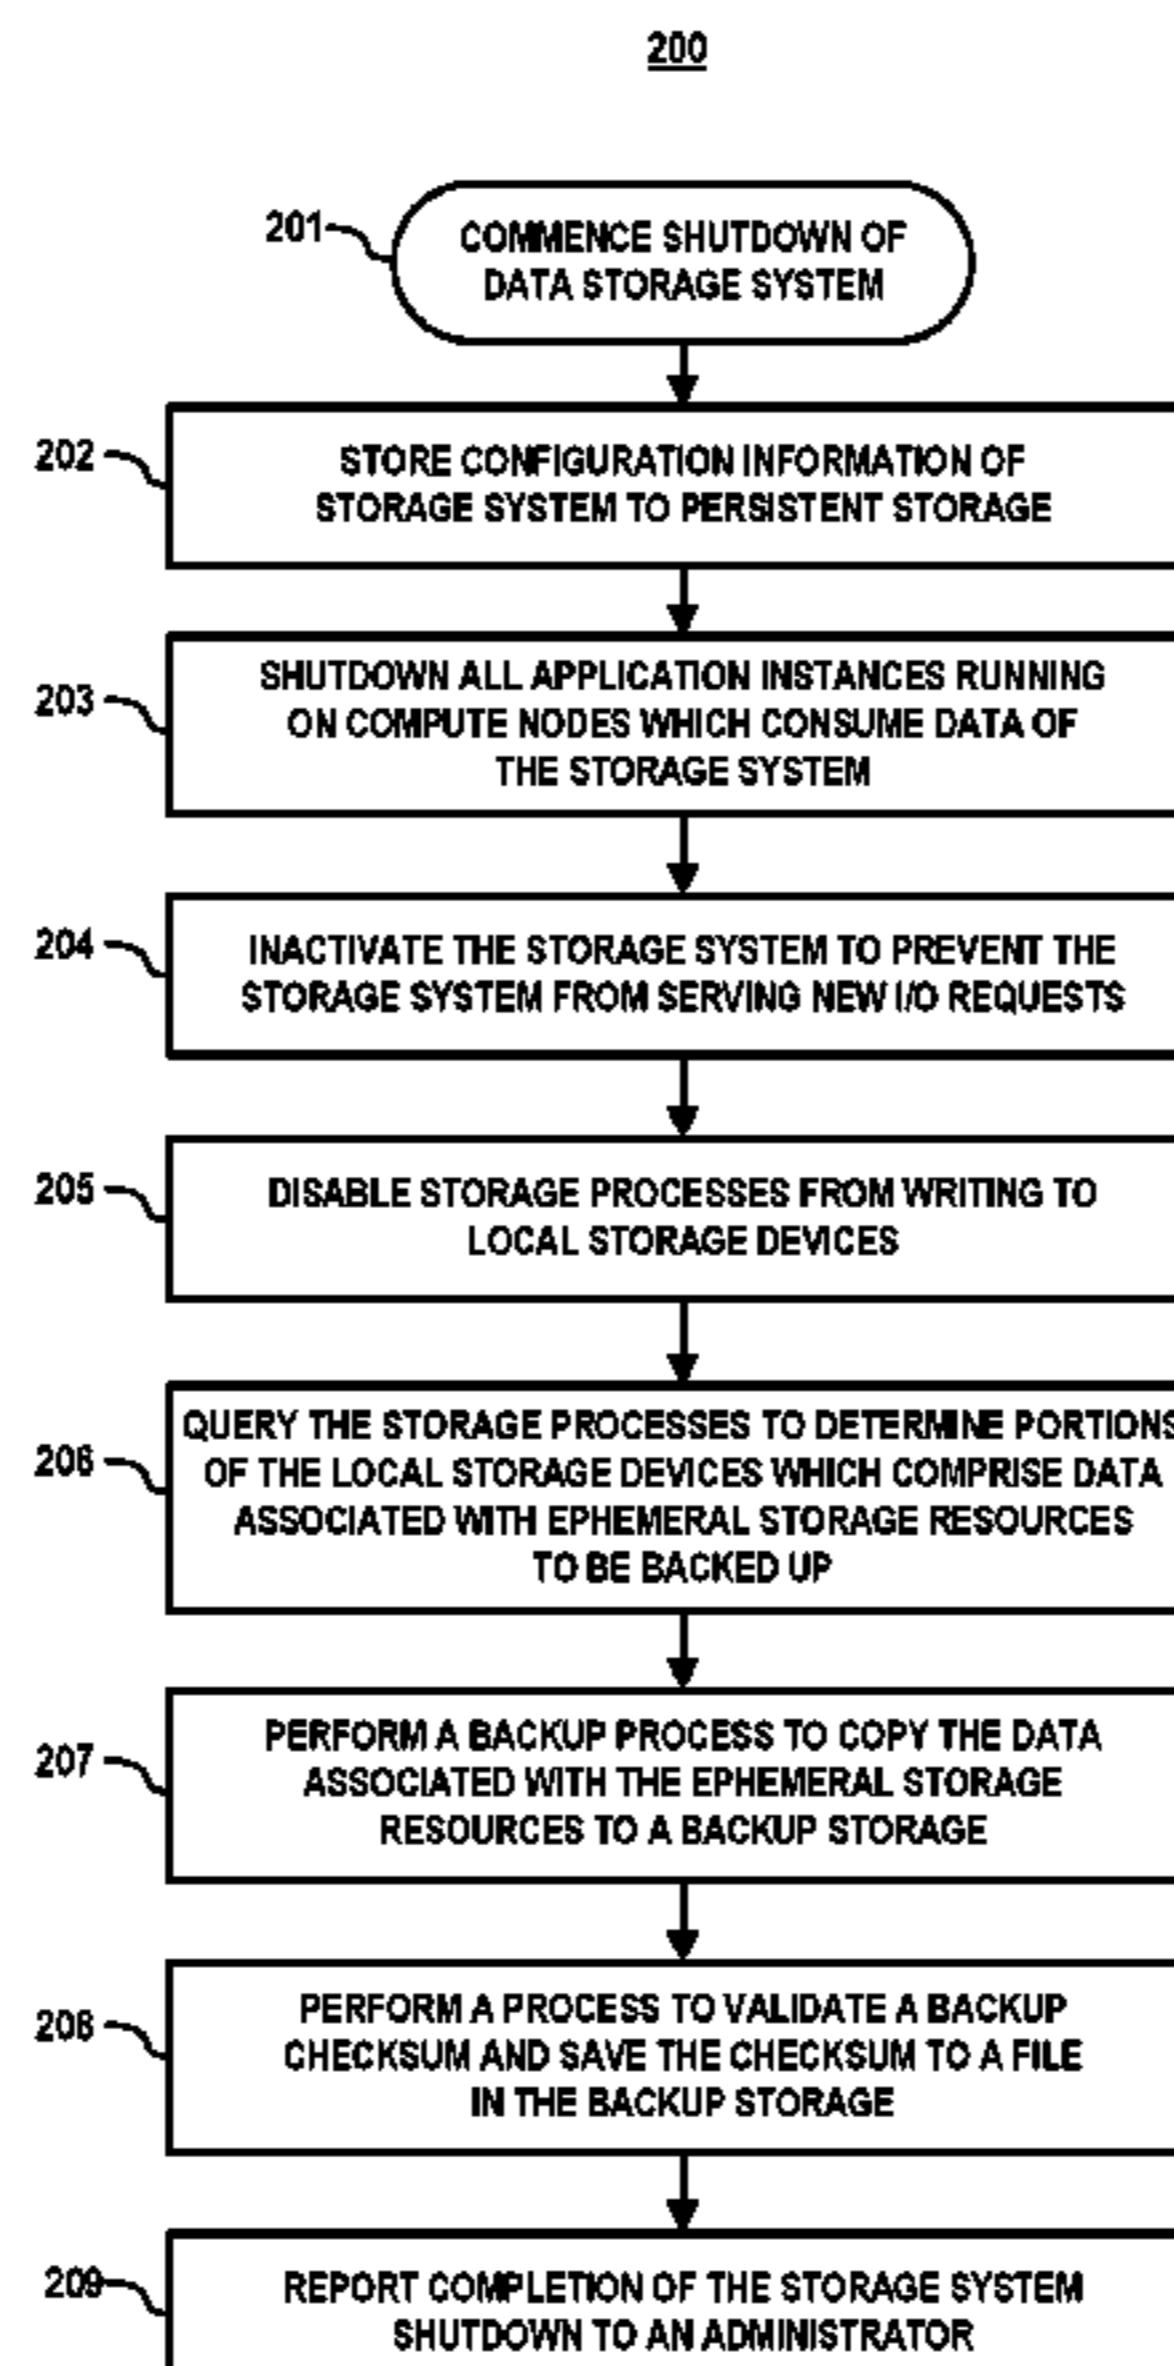 200
201
COMMENCE SHUTDOWN OF
DATA STORAGE SYSTEM
202
STORE CONFIGURATION INFORMATION OF
STORAGE SYSTEM TO PERSISTENT STORAGE
203
SHUTDOWN ALL APPLICATION INSTANCES RUNNING
ON COMPUTE NODES WHICH CONSUME DATA OF
THE STORAGE SYSTEM
204
INACTIVATE THE STORAGE SYSTEM TO PREVENT THE
STORAGE SYSTEM FROM SERVING NEW I/O REQUESTS
205
DISABLE STORAGE PROCESSES FROM WRITING TO
LOCAL STORAGE DEVICES
206
QUERY THE STORAGE PROCESSES TO DETERMINE PORTIONS
OF THE LOCAL STORAGE DEVICES WHICH COMPRISE DATA
ASSOCIATED WITH EPHEMERAL STORAGE RESOURCES
TO BE BACKED UP
207
PERFORM A BACKUP PROCESS TO COPY THE DATA
ASSOCIATED WITH THE EPHEMERAL STORAGE
RESOURCES TO A BACKUP STORAGE
208
PERFORM A PROCESS TO VALIDATE A BACKUP
CHECKSUM AND SAVE THE CHECKSUM TO A FILE
IN THE BACKUP STORAGE
209
REPORT COMPLETION OF THE STORAGE SYSTEM
SHUTDOWN TO AN ADMINISTRATOR